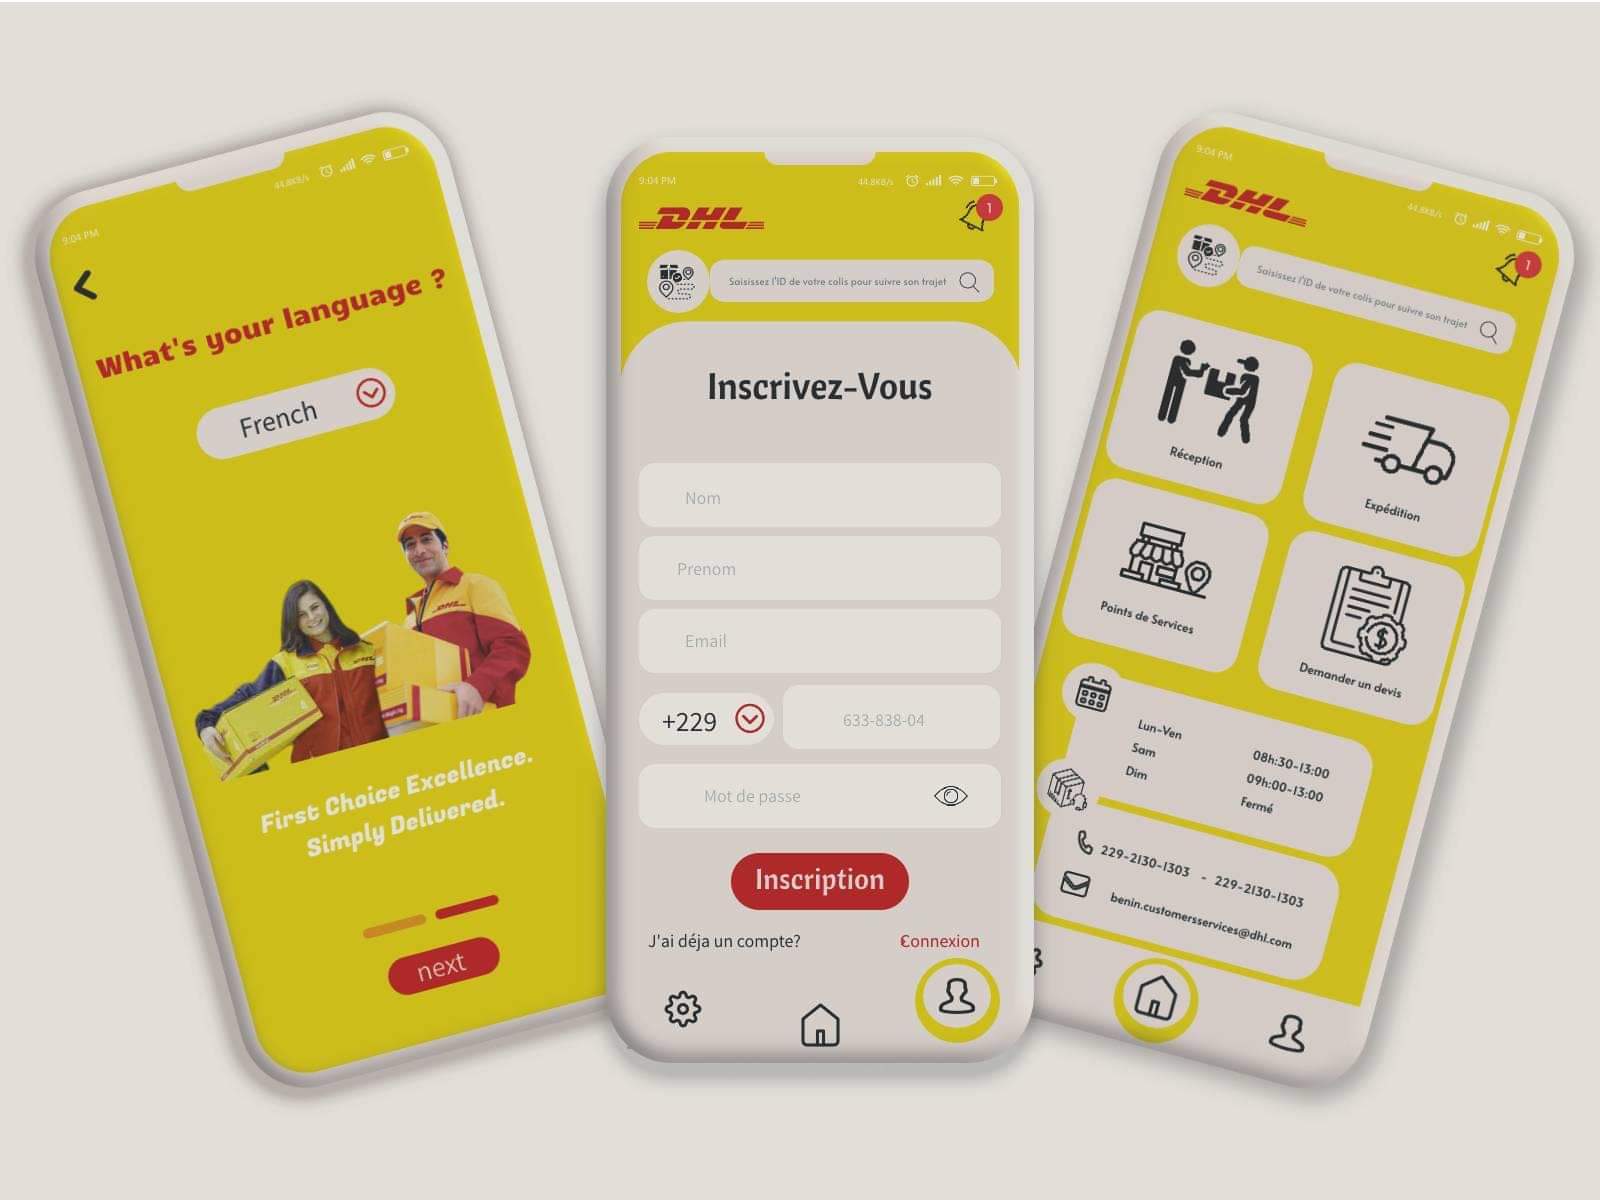 9:04 PM
44.8KB/s
What's your language ?
French
DHL
DHL
First Choice Excellence.
Simply Delivered.
next
9:04 PM
44.8KB/s
DHL
1
Saisissez l'ID de votre colis pour suivre son trajet
Inscrivez-Vous
Nom
Prenom
Email
+229
633-838-04
Mot de passe
Inscription
J'ai déja un compte?
Connexion
9:04 PM
44.8KB/s
DHL
1
Saisissez l'ID de votre colis pour suivre son trajet
Réception
Expédition
Points de Services
$
Demander un devis
Lun-Ven 08h:30-13:00
Sam 09h:00-13:00
Dim Fermé
229-2130-1303 - 229-2130-1303
benin.customersservices@dhl.com